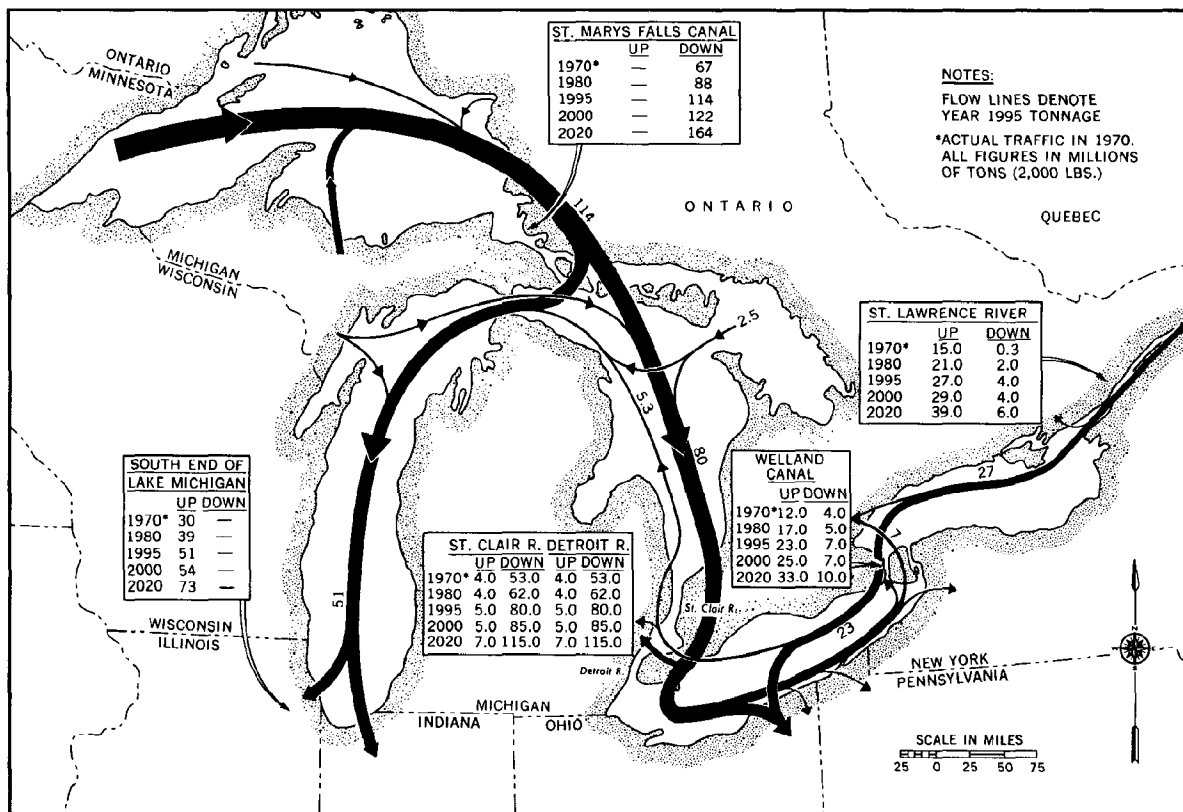 ONTARIO
MINNESOTA
ST. MARYS FALLS CANAL
UP DOWN
1970* — 67
1980 — 88
1995 — 114
2000 — 122
2020 — 164
NOTES:
FLOW LINES DENOTE
YEAR 1995 TONNAGE
*ACTUAL TRAFFIC IN 1970.
ALL FIGURES IN MILLIONS
OF TONS (2,000 LBS.)
114
ONTARIO
QUEBEC
MICHIGAN
WISCONSIN
2.5
ST. LAWRENCE RIVER
UP DOWN
1970* 15.0 0.3
1980 21.0 2.0
1995 27.0 4.0
2000 29.0 4.0
2020 39.0 6.0
5.3
80
SOUTH END OF
LAKE MICHIGAN
UP DOWN
1970* 30 —
1980 39 —
1995 51 —
2000 54 —
2020 73 —
WELLAND
CANAL
UP DOWN
1970* 12.0 4.0
1980 17.0 5.0
1995 23.0 7.0
2000 25.0 7.0
2020 33.0 10.0
27
7
ST. CLAIR R. DETROIT R.
UP DOWN UP DOWN
1970* 4.0 53.0 4.0 53.0
1980 4.0 62.0 4.0 62.0
1995 5.0 80.0 5.0 80.0
2000 5.0 85.0 5.0 85.0
2020 7.0 115.0 7.0 115.0
51
St. Clair R.
23
WISCONSIN
ILLINOIS
Detroit R.
NEW YORK
PENNSYLVANIA
MICHIGAN
INDIANA
OHIO
N
SCALE IN MILES
25 0 25 50 75